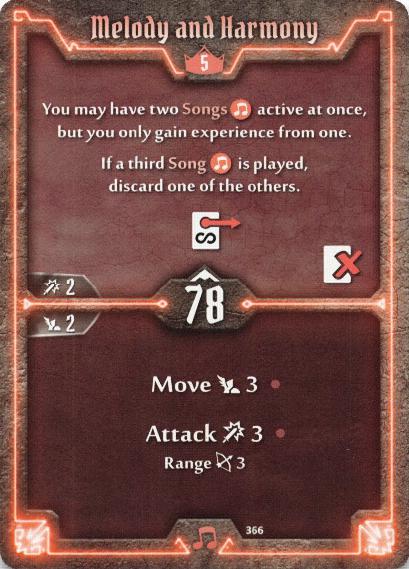 Melody and Harmony
5
You may have two Songs active at once,
but you only gain experience from one.
If a third Song is played,
discard one of the others.
S
2
78
2
Move 3
Attack 3
Range 3
366